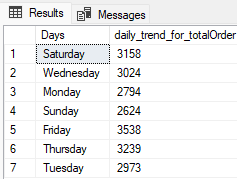 Results Messages
Days daily_trend_for_totalOrder
1 Saturday 3158
2 Wednesday 3024
3 Monday 2794
4 Sunday 2624
5 Friday 3538
6 Thursday 3239
7 Tuesday 2973